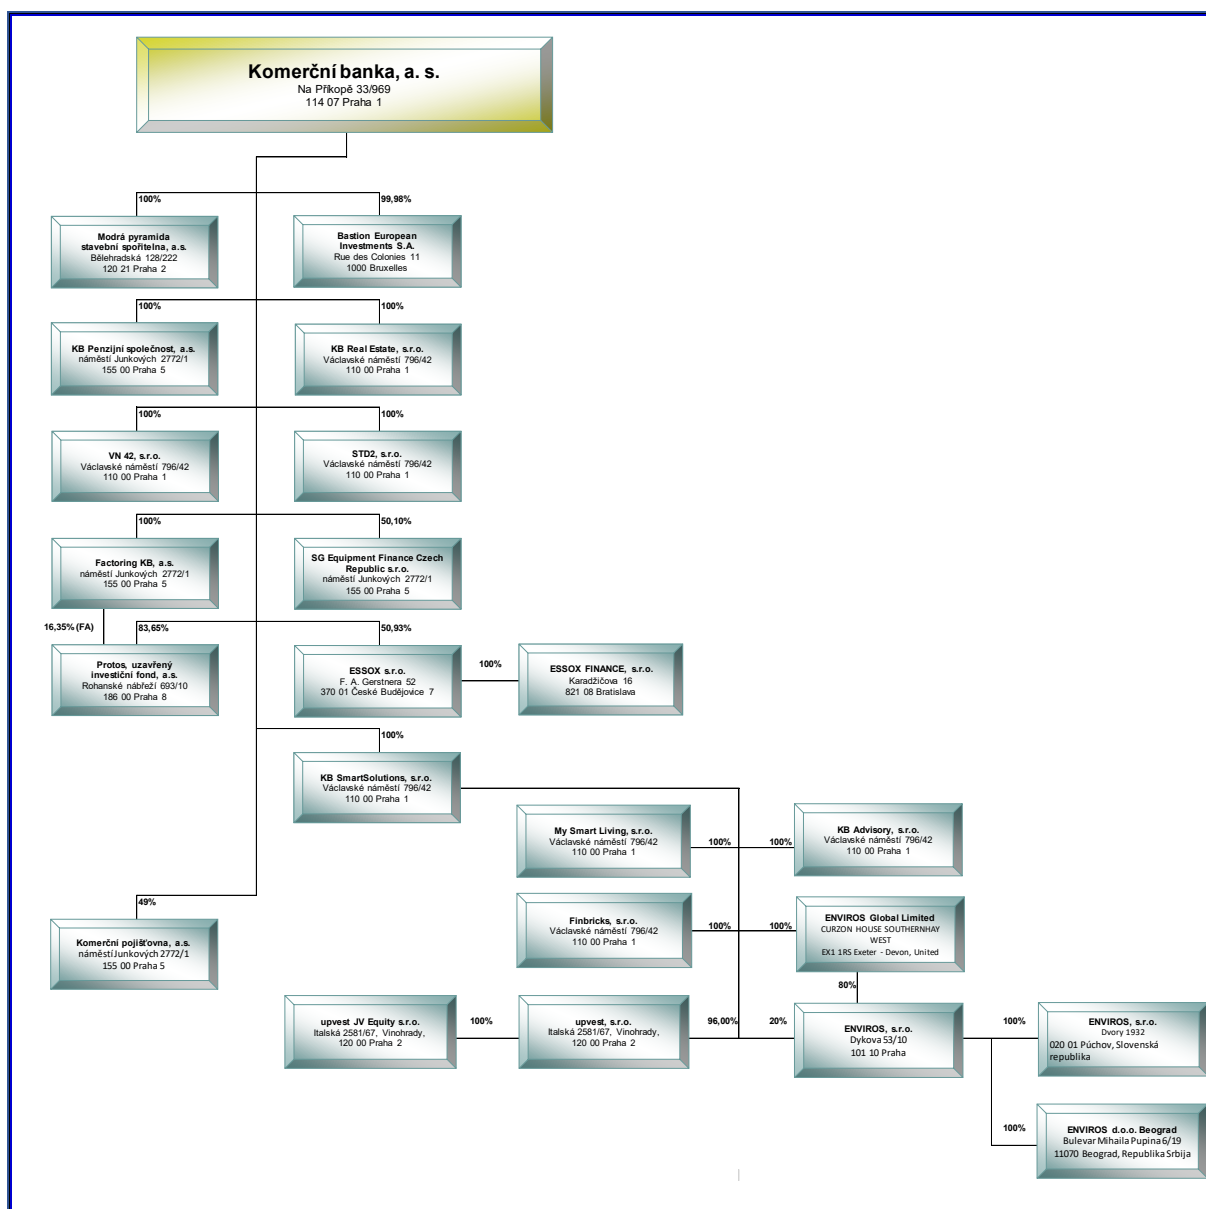 Komerční banka, a. s.
Na Příkopě 33/969
114 07 Praha 1
100%
99,98%
Modrá pyramida
stavební spořitelna, a.s.
Bělehradská 128/222
120 21 Praha 2
Bastion European
Investments S.A.
Rue des Colonies 11
1000 Bruxelles
100%
100%
KB Penzijní společnost, a.s.
náměstí Junkových 2772/1
155 00 Praha 5
KB Real Estate, s.r.o.
Václavské náměstí 796/42
110 00 Praha 1
100%
100%
VN 42, s.r.o.
Václavské náměstí 796/42
110 00 Praha 1
STD2, s.r.o.
Václavské náměstí 796/42
110 00 Praha 1
100%
50,10%
Factoring KB, a.s.
náměstí Junkových 2772/1
155 00 Praha 5
SG Equipment Finance Czech
Republic s.r.o.
náměstí Junkových 2772/1
155 00 Praha 5
16,35% (FA)
83,65%
50,93%
Protos, uzavřený
investiční fond, a.s.
Rohanské nábřeží 693/10
186 00 Praha 8
ESSOX s.r.o.
F. A. Gerstnera 52
370 01 České Budějovice 7
100%
ESSOX FINANCE, s.r.o.
Karadžičova 16
821 08 Bratislava
100%
KB SmartSolutions, s.r.o.
Václavské náměstí 796/42
110 00 Praha 1
My Smart Living, s.r.o.
Václavské náměstí 796/42
110 00 Praha 1
100%
100%
KB Advisory, s.r.o.
Václavské náměstí 796/42
110 00 Praha 1
49%
Komerční pojišťovna, a.s.
náměstí Junkových 2772/1
155 00 Praha 5
Finbricks, s.r.o.
Václavské náměstí 796/42
110 00 Praha 1
100%
100%
ENVIROS Global Limited
CURZON HOUSE SOUTHERNHAY
WEST
EX1 1RS Exeter - Devon, United
80%
upvest JV Equity s.r.o.
Italská 2581/67, Vinohrady,
120 00 Praha 2
100%
upvest, s.r.o.
Italská 2581/67, Vinohrady,
120 00 Praha 2
96,00%
20%
ENVIROS, s.r.o.
Dykova 53/10
101 10 Praha
100%
ENVIROS, s.r.o.
Dvory 1932
020 01 Púchov, Slovenská
republika
100%
ENVIROS d.o.o. Beograd
Bulevar Mihaila Pupina 6/19
11070 Beograd, Republika Srbija